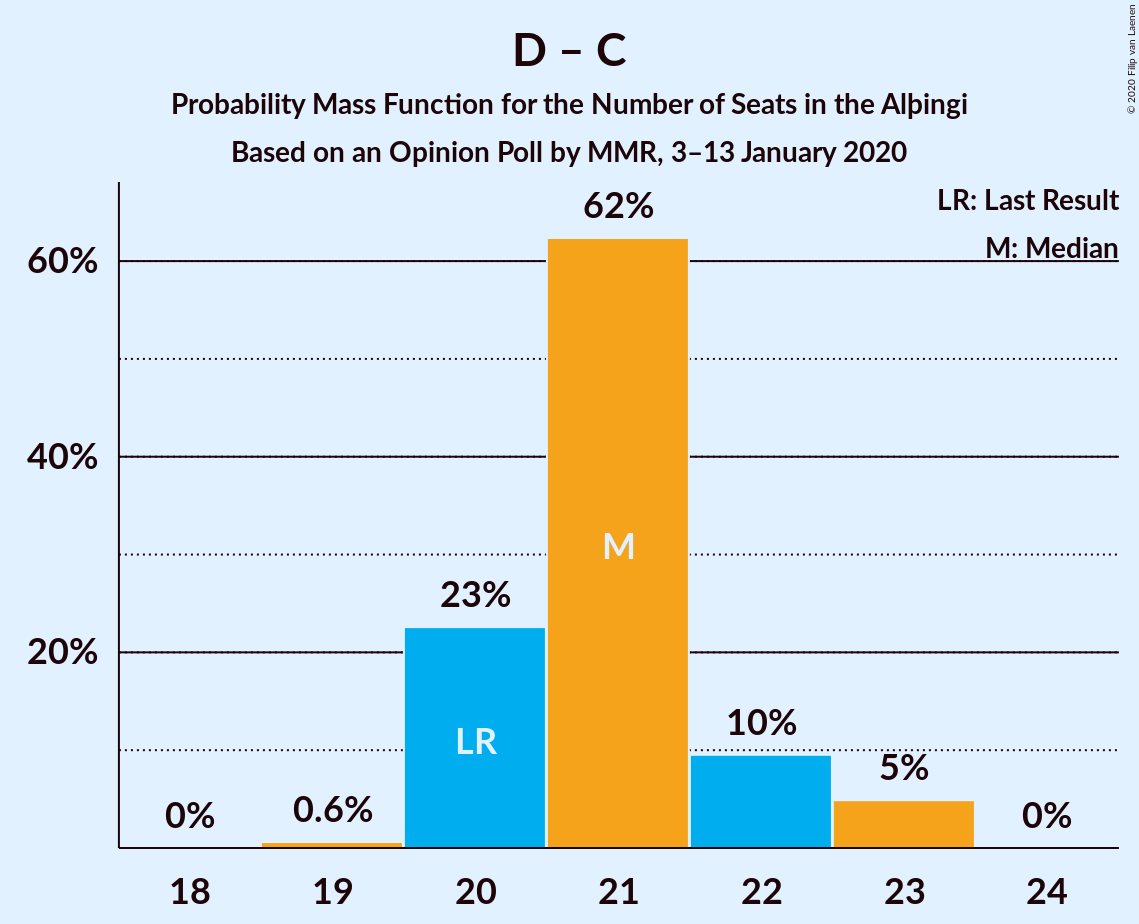 D – C
Probability Mass Function for the Number of Seats in the Alþingi
Based on an Opinion Poll by MMR, 3–13 January 2020
© 2020 Filip van Laenen
LR: Last Result
M: Median
60%
40%
20%
0%
0.6%
23%
62%
10%
5%
0%
LR
M
18
19
20
21
22
23
24